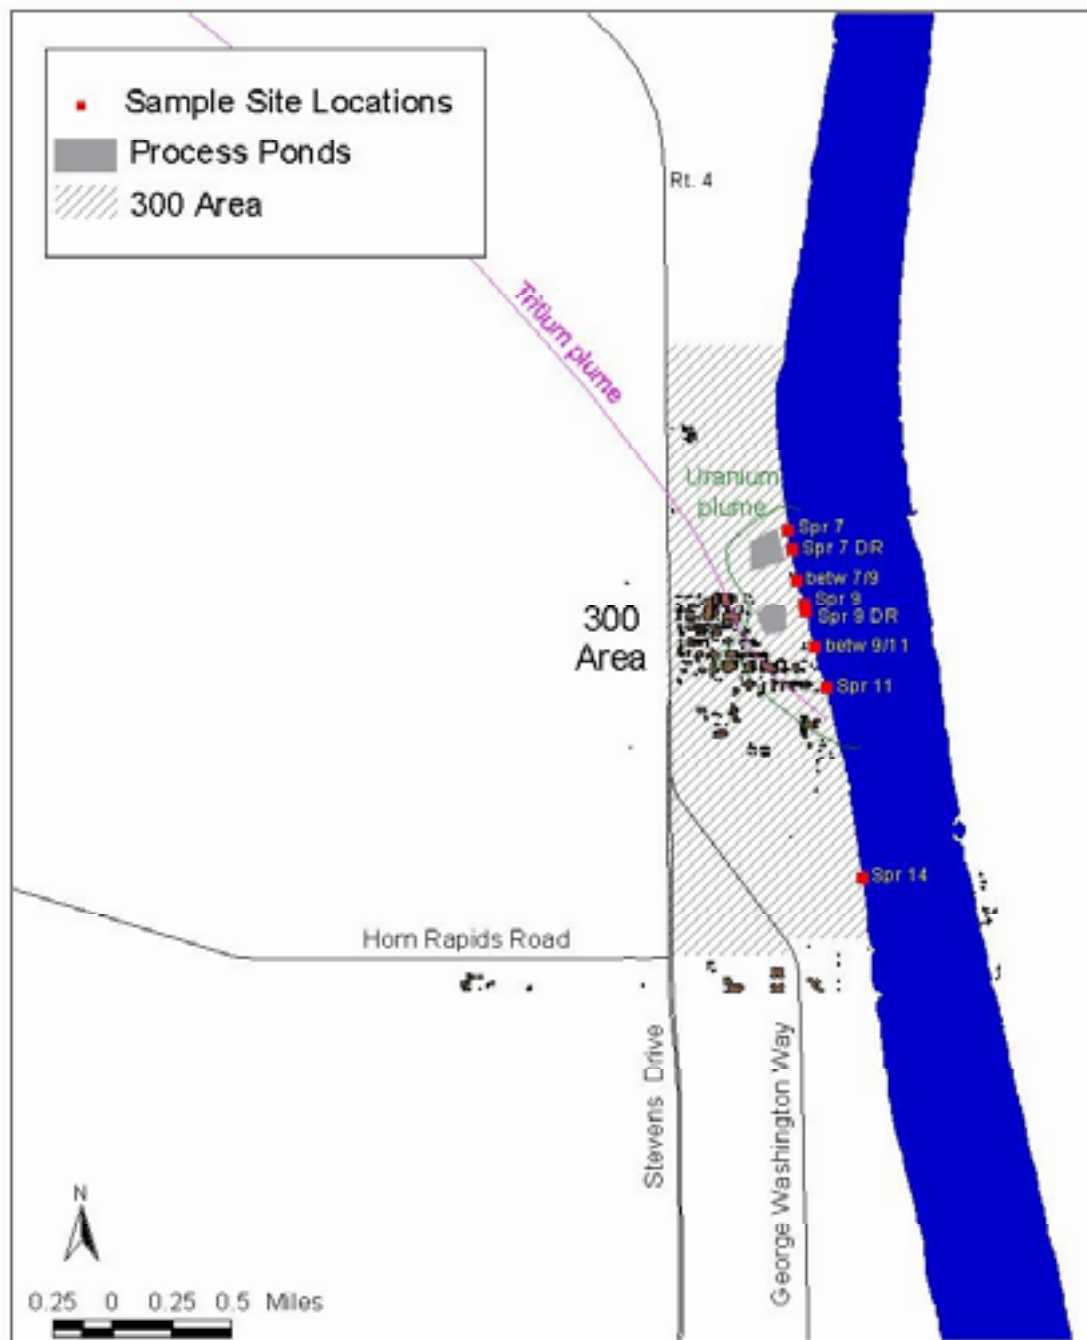 Sample Site Locations
Process Ponds
300 Area
Rt. 4
Tritium plume
Uranium
plume
Spr 7
Spr 7 DR
betw 7/9
Spr 9
Spr 9 DR
300
Area
betw 9/11
Spr 11
Spr 14
Horn Rapids Road
Stevens Drive
George Washington Way
N
0.25 0 0.25 0.5 Miles